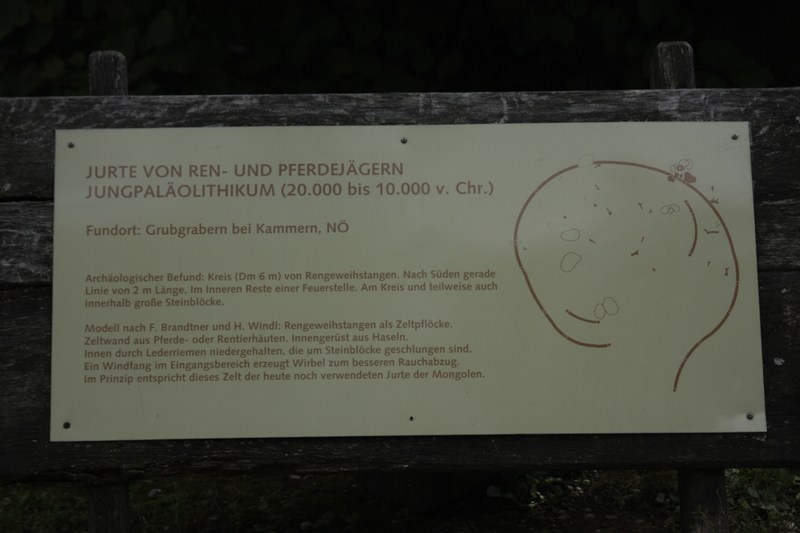 JURTE VON REN- UND PFERDEJÄGERN
JUNGPALÄOLITHIKUM (20.000 bis 10.000 v. Chr.)
Fundort: Grubgrabern bei Kammern, NÖ
Archäologischer Befund: Kreis (Dm 6 m) von Rengeweihstangen. Nach Süden gerade
Linie von 2 m Länge. Im Inneren Reste einer Feuerstelle. Am Kreis und teilweise auch
innerhalb große Steinblöcke.
Modell nach F. Brandtner und H. Windl: Rengeweihstangen als Zeltpflöcke.
Zeltwand aus Pferde- oder Rentierhäuten. Innengerüst aus Haseln.
Innen durch Lederriemen niedergehalten, die um Steinblöcke geschlungen sind.
Ein Windfang im Eingangsbereich erzeugt Wirbel zum besseren Rauchabzug.
Im Prinzip entspricht dieses Zelt der heute noch verwendeten Jurte der Mongolen.